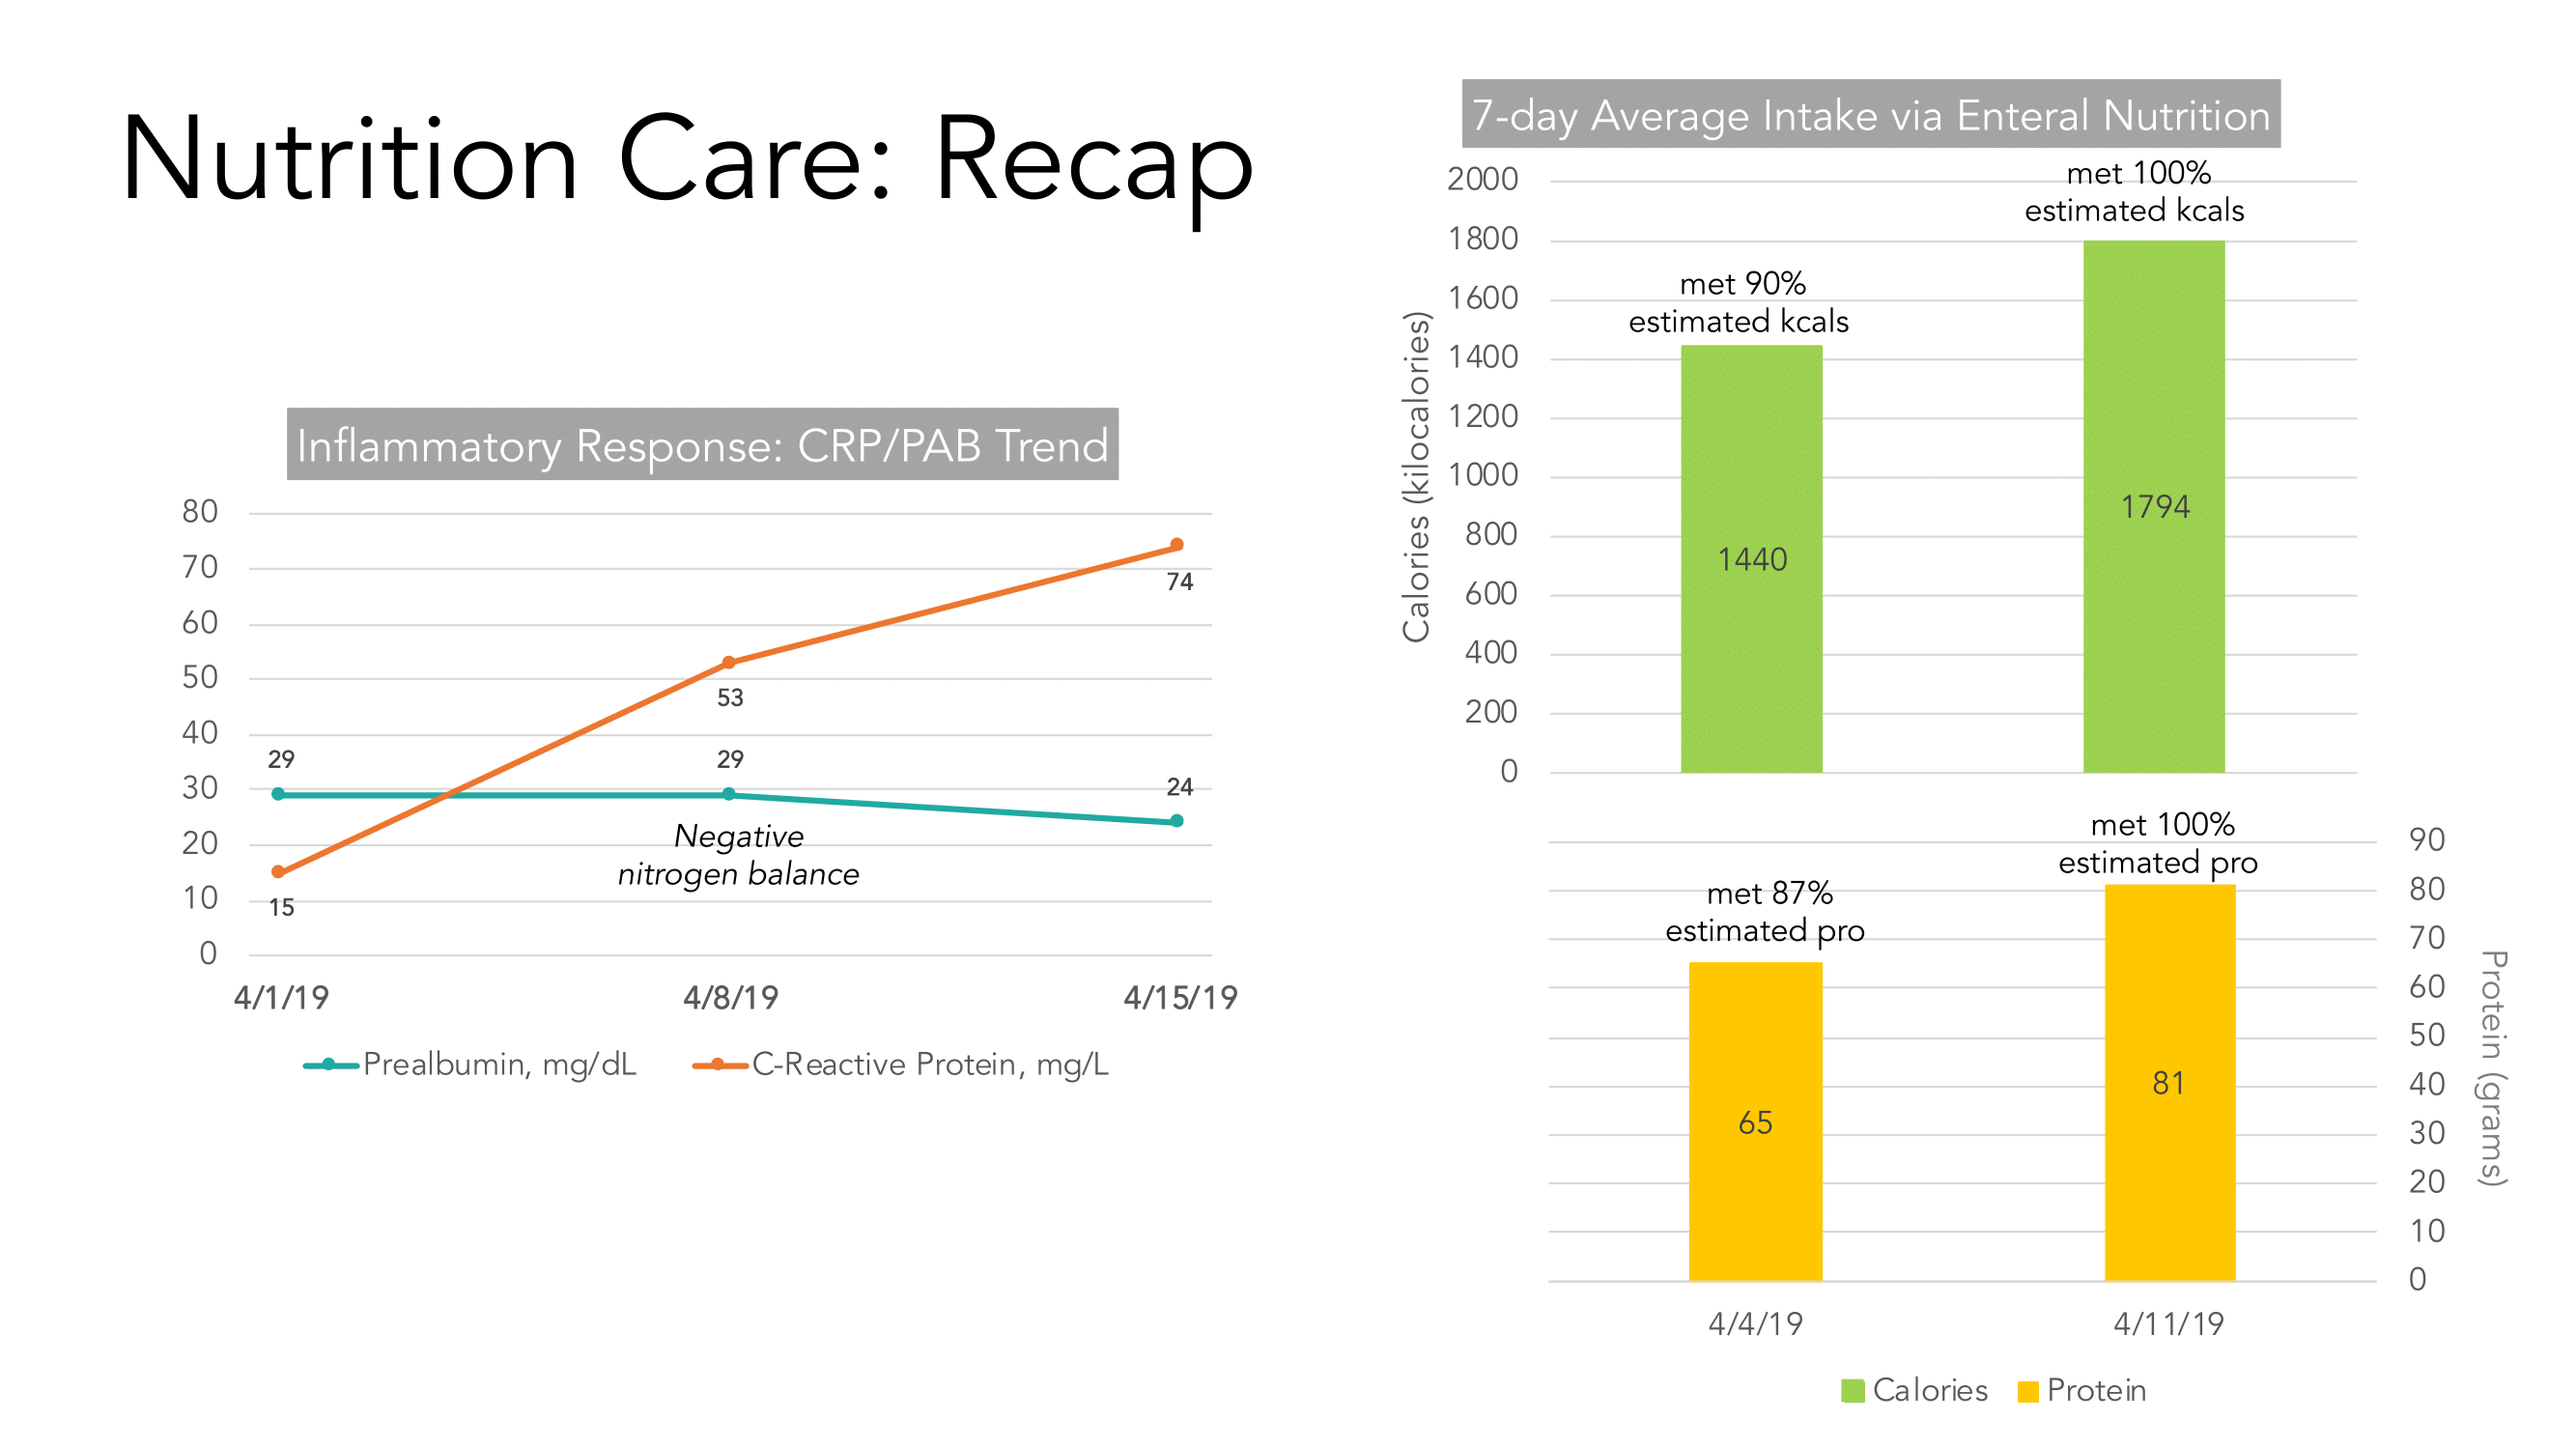 Nutrition Care: Recap
Inflammatory Response: CRP/PAB Trend
80
70
60
50
40
30
20
10
0
29
29
24
15
53
74
Negative
nitrogen balance
4/1/19
4/8/19
4/15/19
Prealbumin, mg/dL
C-Reactive Protein, mg/L
7-day Average Intake via Enteral Nutrition
Calories (kilocalories)
2000
1800
1600
1400
1200
1000
800
600
400
200
0
met 90%
estimated kcals
1440
met 100%
estimated kcals
1794
met 87%
estimated pro
65
met 100%
estimated pro
81
90
80
70
60
50
40
30
20
10
0
Protein (grams)
4/4/19
4/11/19
Calories
Protein